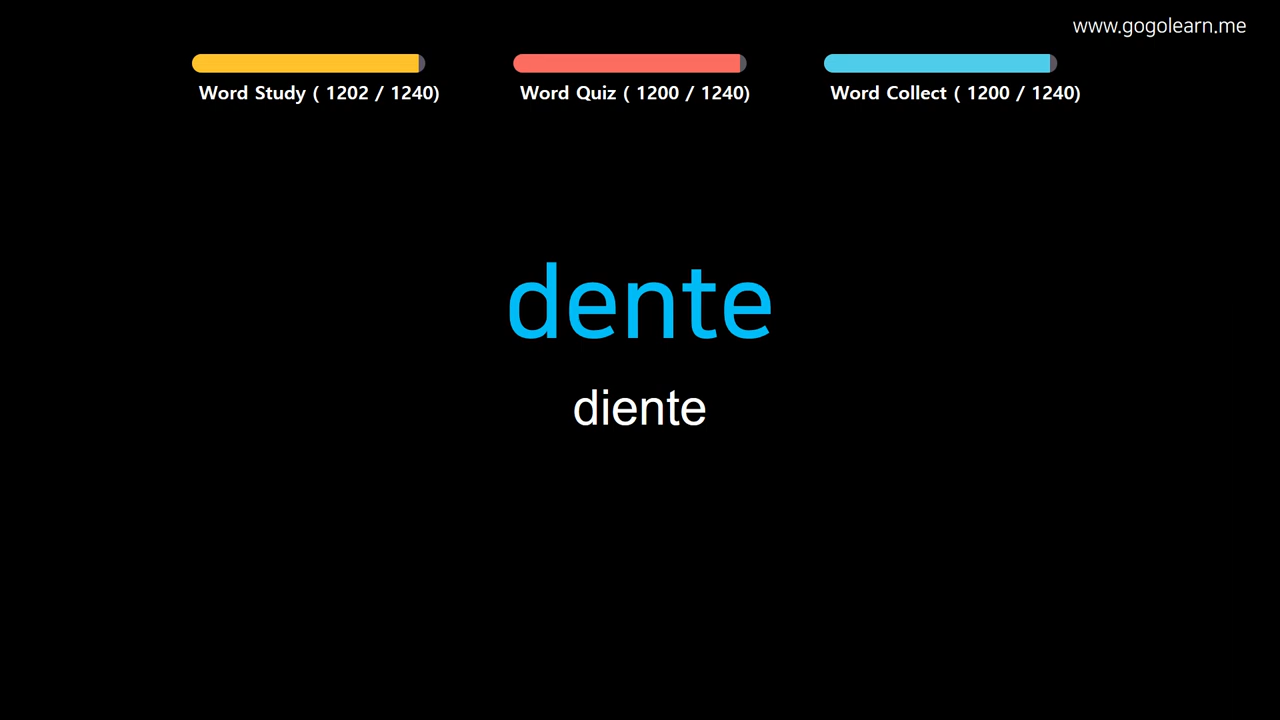 www.gogolearn.me
Word Study ( 1202 / 1240)
Word Quiz ( 1200 / 1240)
Word Collect ( 1200 / 1240)
dente
diente